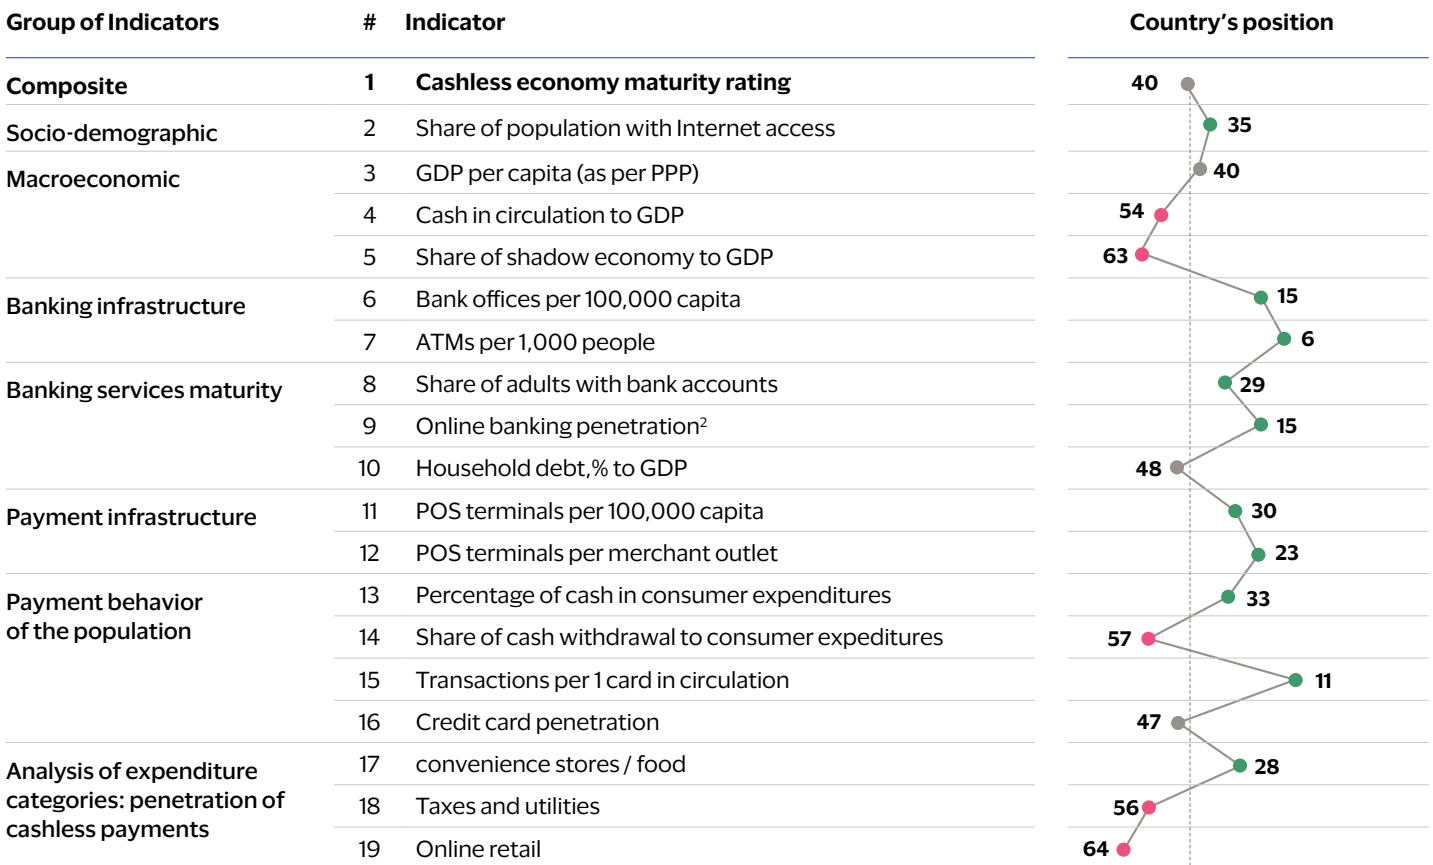 Group of Indicators # Indicator Country's position
Composite 1 Cashless economy maturity rating 40
Socio-demographic 2 Share of population with Internet access 35
Macroeconomic 3 GDP per capita (as per PPP) 40
4 Cash in circulation to GDP 54
5 Share of shadow economy to GDP 63
Banking infrastructure 6 Bank offices per 100,000 capita 15
7 ATMs per 1,000 people 6
Banking services maturity 8 Share of adults with bank accounts 29
9 Online banking penetration2 15
10 Household debt,% to GDP 48
Payment infrastructure 11 POS terminals per 100,000 capita 30
12 POS terminals per merchant outlet 23
Payment behavior
of the population
13 Percentage of cash in consumer expenditures 33
14 Share of cash withdrawal to consumer expeditures 57
15 Transactions per 1 card in circulation 11
16 Credit card penetration 47
Analysis of expenditure
categories: penetration of
cashless payments
17 convenience stores / food 28
18 Taxes and utilities 56
19 Online retail 64